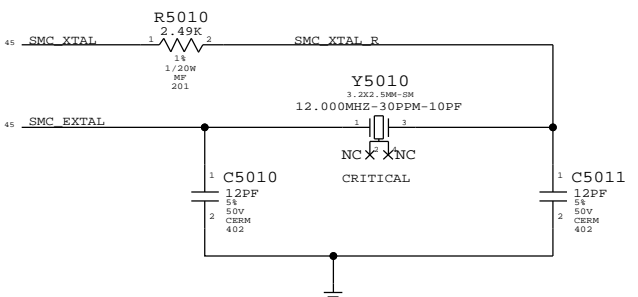 R5010
2.49K
45 SMC_XTAL 1 2 SMC_XTAL_R
1%
1/20W
MF
201
Y5010
3.2X2.5MM-SM
12.000MHZ-30PPM-10PF
45 SMC_EXTAL 1 3
2 4
NC NC
CRITICAL
1 C5010
12PF
5%
50V
2 CERM
402
1 C5011
12PF
5%
50V
2 CERM
402